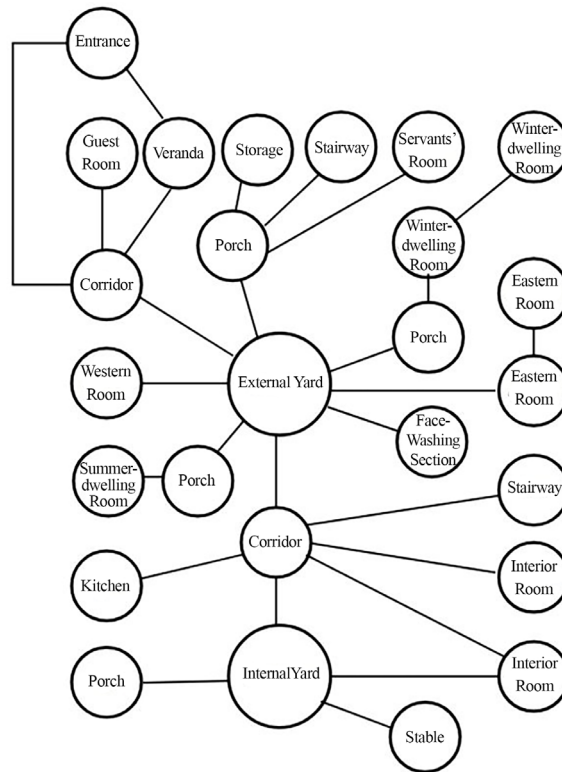 Entrance
Guest
Room
Veranda
Storage
Stairway
Servants'
Room
Winter-
dwelling
Room
Porch
Winter-
dwelling
Room
Corridor
Eastern
Room
Porch
Western
Room
External Yard
Eastern
Room
Face-
Washing
Section
Summer-
dwelling
Room
Porch
Stairway
Corridor
Kitchen
Interior
Room
Porch
InternalYard
Interior
Room
Stable